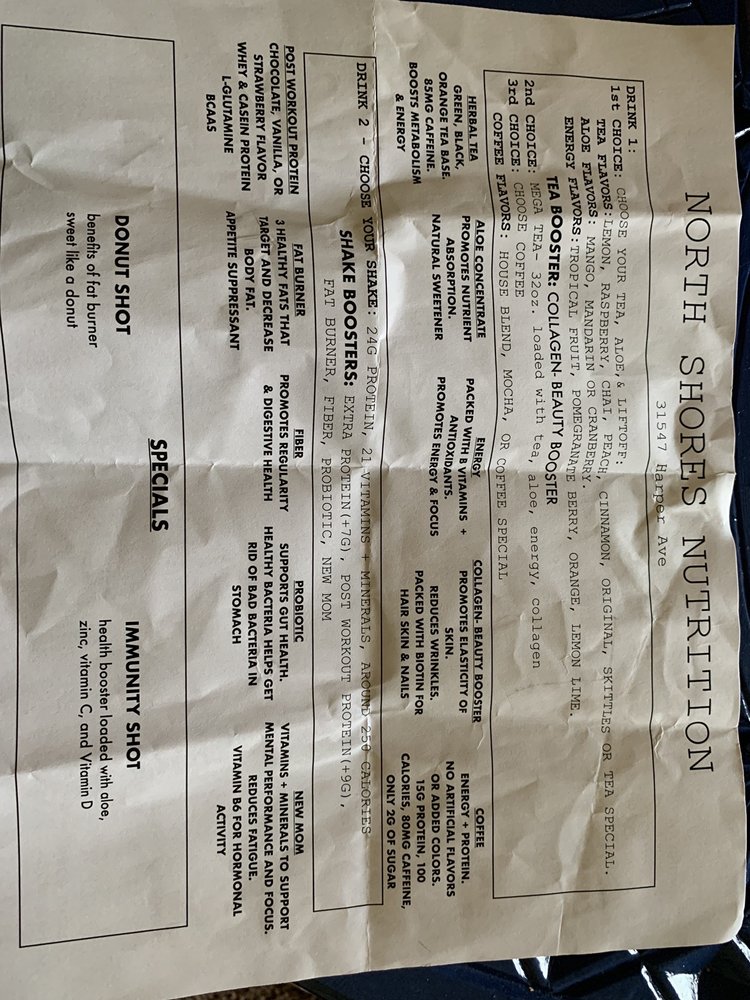 NORTH SHORES NUTRITION
31547 Harper Ave
DRINK 1:
1st CHOICE: CHOOSE YOUR TEA, ALOE, & LIFTOFF:
TEA FLAVORS: LEMON, RASPBERRY, CHAI, PEACH, CINNAMON, ORIGINAL, SKITTLES OR TEA SPECIAL.
ALOE FLAVORS: MANGO, MANDARIN OR CRANBERRY.
ENERGY FLAVORS: TROPICAL FRUIT, POMEGRANATE BERRY, ORANGE, LEMON LIME.
TEA BOOSTER: COLLAGEN- BEAUTY BOOSTER
2nd CHOICE: MEGA TEA- 32oz. loaded with tea, aloe, energy, collagen
3rd CHOICE: CHOOSE COFFEE
COFFEE FLAVORS: HOUSE BLEND, MOCHA, OR COFFEE SPECIAL
HERBAL TEA
GREEN, BLACK,
ORANGE TEA BASE.
85MG CAFFEINE.
BOOSTS METABOLISM
& ENERGY
ALOE CONCENTRATE
PROMOTES NUTRIENT
ABSORPTION.
NATURAL SWEETENER
ENERGY
PACKED WITH B VITAMINS +
ANTIOXIDANTS.
PROMOTES ENERGY & FOCUS
COLLAGEN- BEAUTY BOOSTER
PROMOTES ELASTICITY OF
SKIN.
REDUCES WRINKLES.
PACKED WITH BIOTIN FOR
HAIR SKIN & NAILS
COFFEE
ENERGY + PROTEIN.
NO ARTIFICIAL FLAVORS
OR ADDED COLORS.
15G PROTEIN, 100
CALORIES, 80MG CAFFEINE,
ONLY 2G OF SUGAR
DRINK 2 - CHOOSE YOUR SHAKE: 24G PROTEIN, 21 VITAMINS + MINERALS, AROUND 250 CALORIES
SHAKE BOOSTERS: EXTRA PROTEIN(+7G), POST WORKOUT PROTEIN(+9G),
FAT BURNER, FIBER, PROBIOTIC, NEW MOM
POST WORKOUT PROTEIN
CHOCOLATE, VANILLA, OR
STRAWBERRY FLAVOR
WHEY & CASEIN PROTEIN
L-GLUTAMINE
BCAAS
FAT BURNER
3 HEALTHY FATS THAT
TARGET AND DECREASE
BODY FAT.
APPETITE SUPPRESSANT
FIBER
PROMOTES REGULARITY
& DIGESTIVE HEALTH
PROBIOTIC
SUPPORTS GUT HEALTH.
HEALTHY BACTERIA HELPS GET
RID OF BAD BACTERIA IN
STOMACH
NEW MOM
VITAMINS + MINERALS TO SUPPORT
MENTAL PERFORMANCE AND FOCUS.
REDUCES FATIGUE.
VITAMIN B6 FOR HORMONAL
ACTIVITY
SPECIALS
DONUT SHOT
benefits of fat burner
sweet like a donut
IMMUNITY SHOT
health booster loaded with aloe,
zinc, vitamin C, and Vitamin D